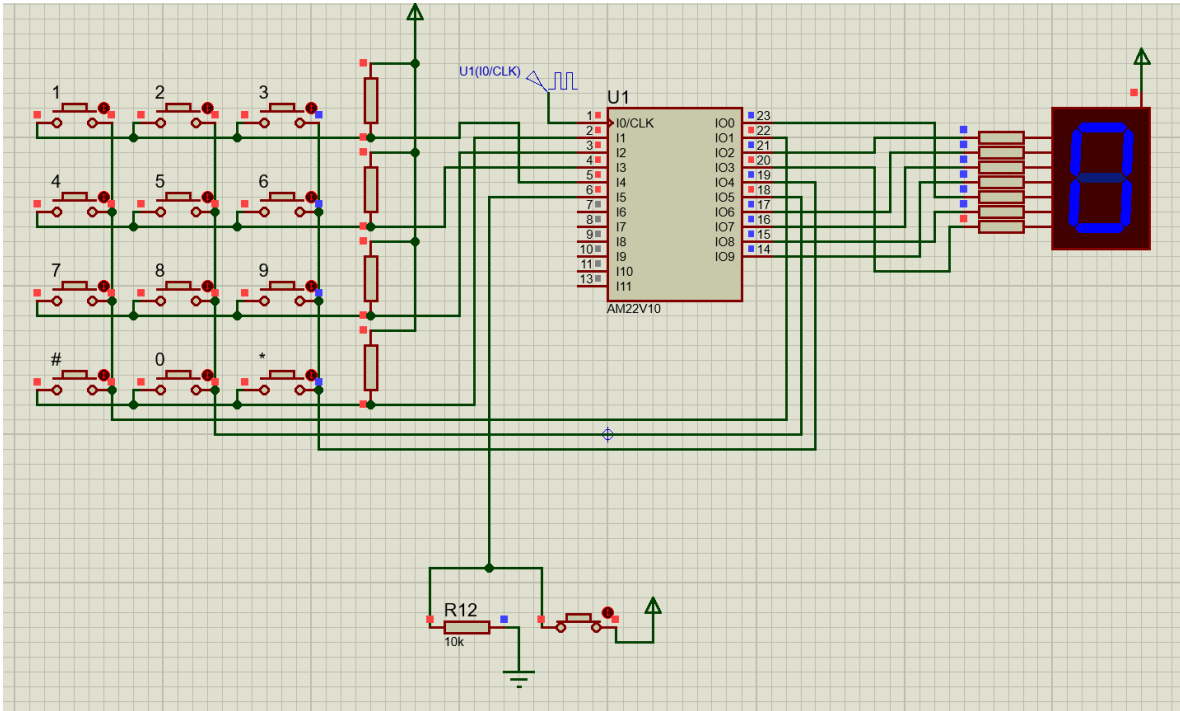 U1(I0/CLK)
U1
1
2
3
4
5
6
7
8
9
#
0
*
1
2
3
4
5
6
7
8
9
10
11
13
I0/CLK
I1
I2
I3
I4
I5
I6
I7
I8
I9
I10
I11
23
22
21
20
19
18
17
16
15
14
IO0
IO1
IO2
IO3
IO4
IO5
IO6
IO7
IO8
IO9
AM22V10
R12
10k